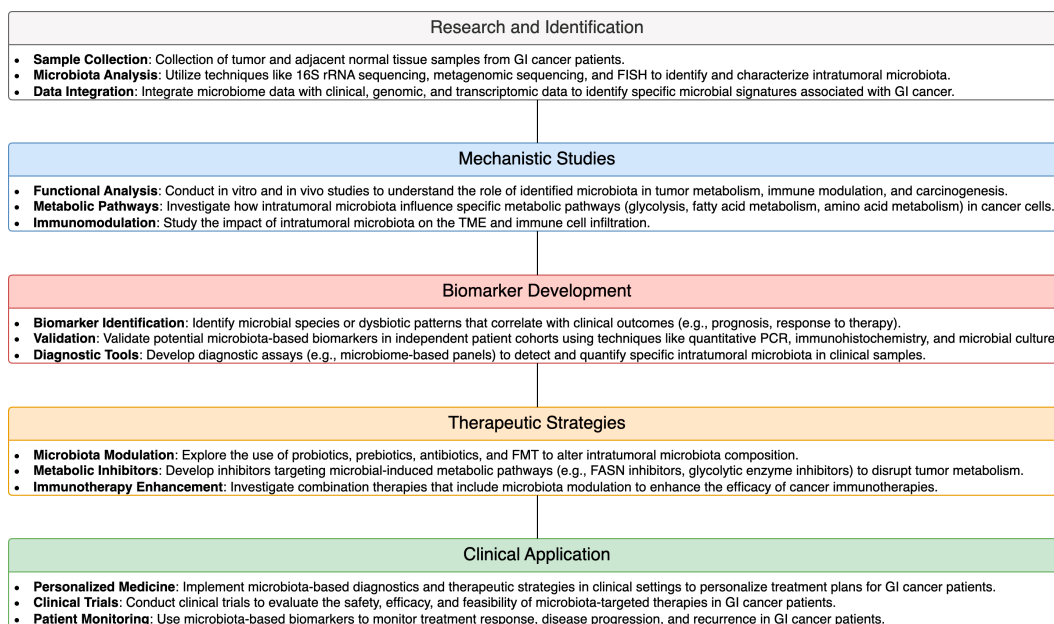 Research and Identification
• Sample Collection: Collection of tumor and adjacent normal tissue samples from GI cancer patients.
• Microbiota Analysis: Utilize techniques like 16S rRNA sequencing, metagenomic sequencing, and FISH to identify and characterize intratumoral microbiota.
• Data Integration: Integrate microbiome data with clinical, genomic, and transcriptomic data to identify specific microbial signatures associated with GI cancer.
Mechanistic Studies
• Functional Analysis: Conduct in vitro and in vivo studies to understand the role of identified microbiota in tumor metabolism, immune modulation, and carcinogenesis.
• Metabolic Pathways: Investigate how intratumoral microbiota influence specific metabolic pathways (glycolysis, fatty acid metabolism, amino acid metabolism) in cancer cells.
• Immunomodulation: Study the impact of intratumoral microbiota on the TME and immune cell infiltration.
Biomarker Development
• Biomarker Identification: Identify microbial species or dysbiotic patterns that correlate with clinical outcomes (e.g., prognosis, response to therapy).
• Validation: Validate potential microbiota-based biomarkers in independent patient cohorts using techniques like quantitative PCR, immunohistochemistry, and microbial culture
• Diagnostic Tools: Develop diagnostic assays (e.g., microbiome-based panels) to detect and quantify specific intratumoral microbiota in clinical samples.
Therapeutic Strategies
• Microbiota Modulation: Explore the use of probiotics, prebiotics, antibiotics, and FMT to alter intratumoral microbiota composition.
• Metabolic Inhibitors: Develop inhibitors targeting microbial-induced metabolic pathways (e.g., FASN inhibitors, glycolytic enzyme inhibitors) to disrupt tumor metabolism.
• Immunotherapy Enhancement: Investigate combination therapies that include microbiota modulation to enhance the efficacy of cancer immunotherapies.
Clinical Application
• Personalized Medicine: Implement microbiota-based diagnostics and therapeutic strategies in clinical settings to personalize treatment plans for GI cancer patients.
• Clinical Trials: Conduct clinical trials to evaluate the safety, efficacy, and feasibility of microbiota-targeted therapies in GI cancer patients.
• Patient Monitoring: Use microbiota-based biomarkers to monitor treatment response, disease progression, and recurrence in GI cancer patients.